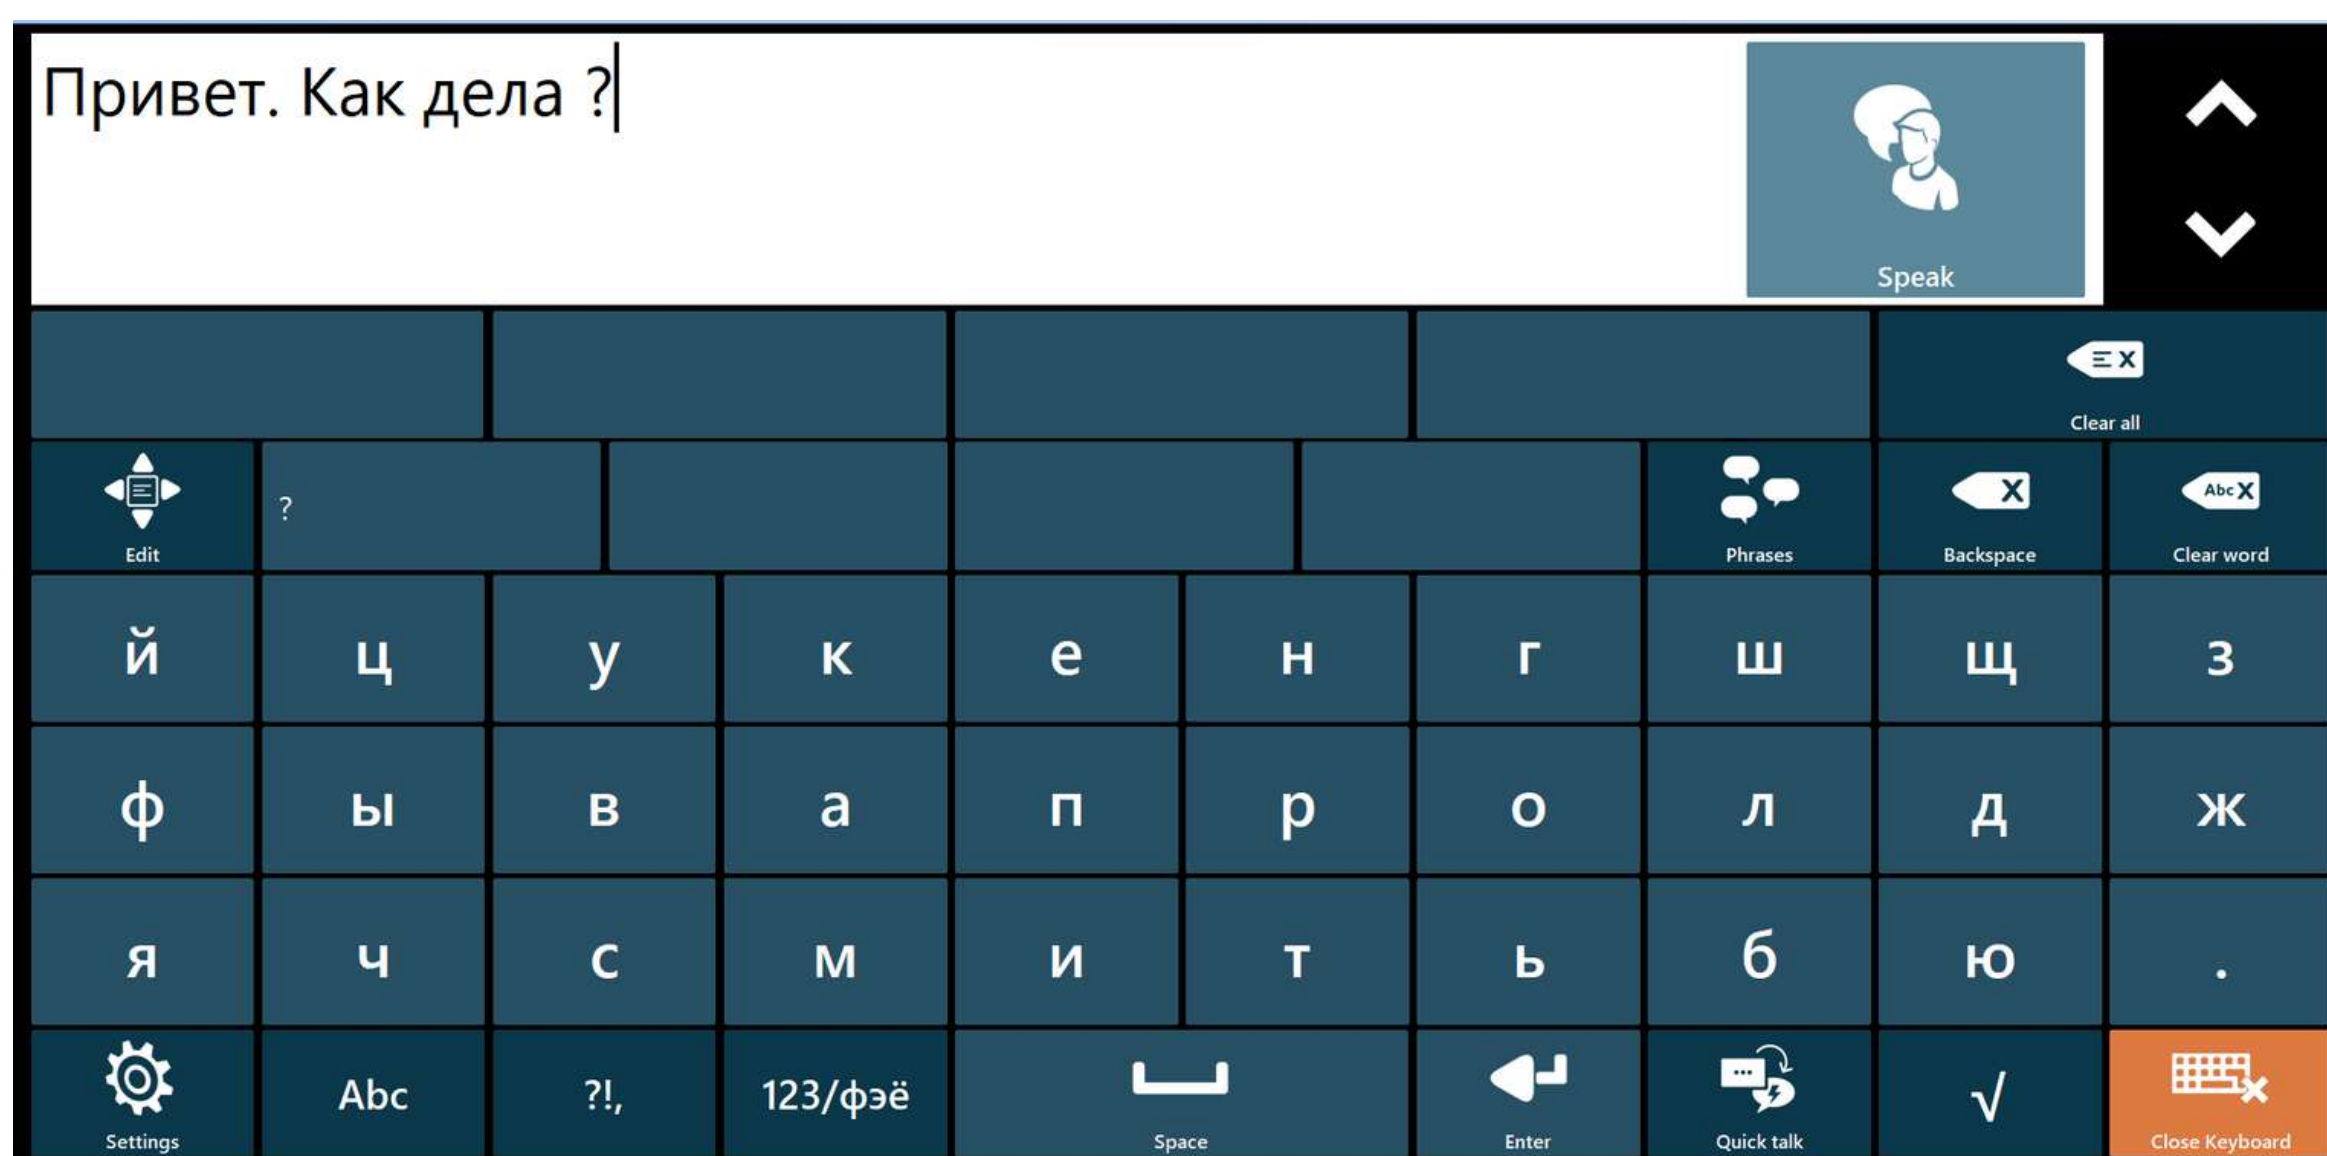 Привет. Как дела ?
Speak
Clear all
Edit
?
Phrases
Backspace
Abc X
Clear word
й ц у к е н г ш щ з
ф ы в а п р о л д ж
я ч с м и т ь б ю .
Settings
Abc
?!,
123/фэё
Space
Enter
Quick talk
√
Close Keyboard